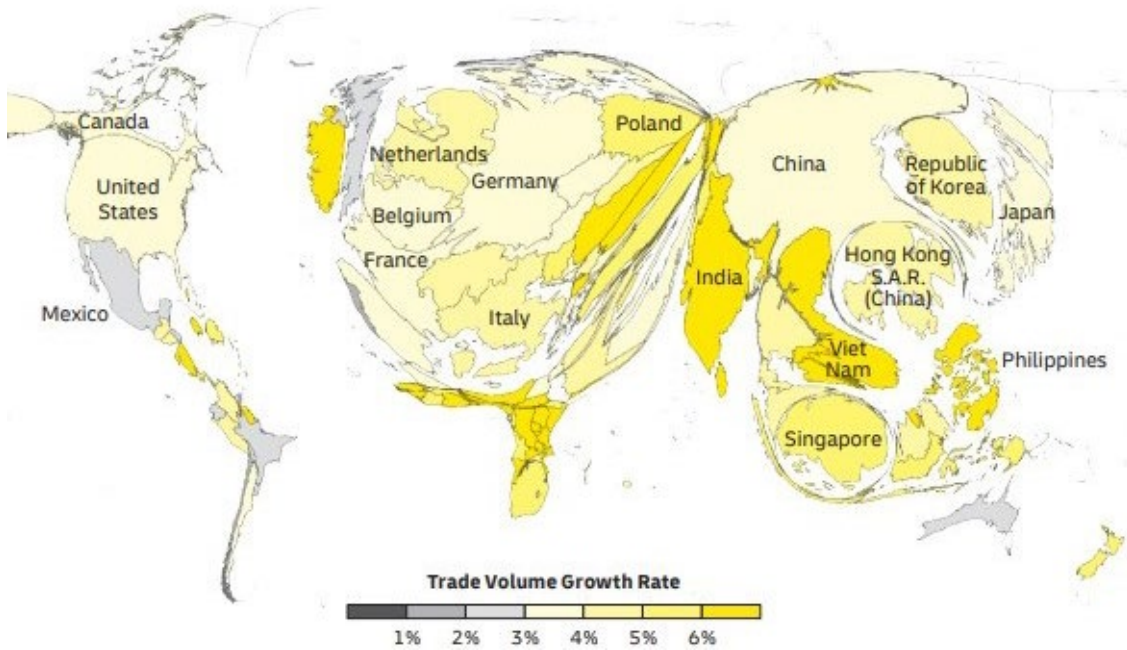 Canada
United
States
Mexico
Netherlands
Germany
Belgium
France
Italy
Poland
India
China
Republic
of Korea
Japan
Hong Kong
S.A.R.
(China)
Viet
Nam
Philippines
Singapore
Trade Volume Growth Rate
1% 2% 3% 4% 5% 6%